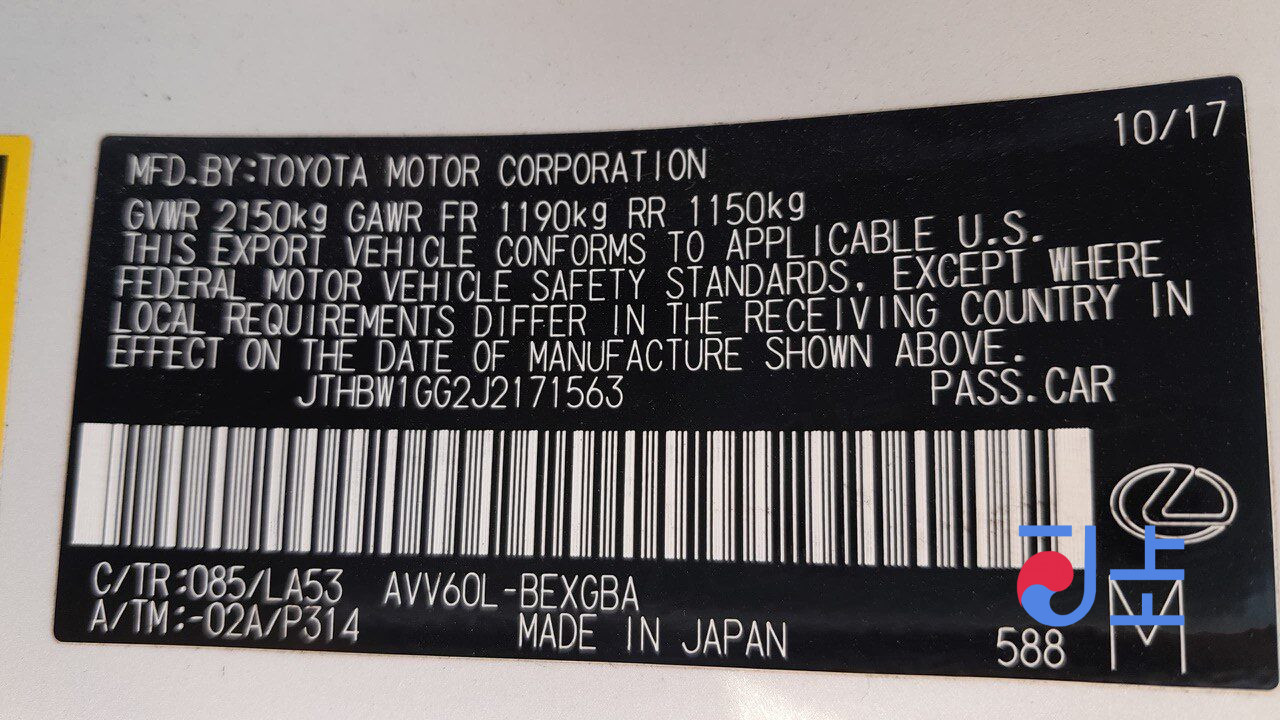 10/17
MFD.BY:TOYOTA MOTOR CORPORATION
GVWR 2150kg GAWR FR 1190kg RR 1150kg
THIS EXPORT VEHICLE CONFORMS TO APPLICABLE U.S.
FEDERAL MOTOR VEHICLE SAFETY STANDARDS, EXCEPT WHERE
LOCAL REQUIREMENTS DIFFER IN THE RECEIVING COUNTRY IN
EFFECT ON THE DATE OF MANUFACTURE SHOWN ABOVE.
JTHBW1GG2J2171563 PASS.CAR
C/TR:085/LA53 AVV60L-BEXGBA
A/TM:-02A/P314 MADE IN JAPAN 588 M